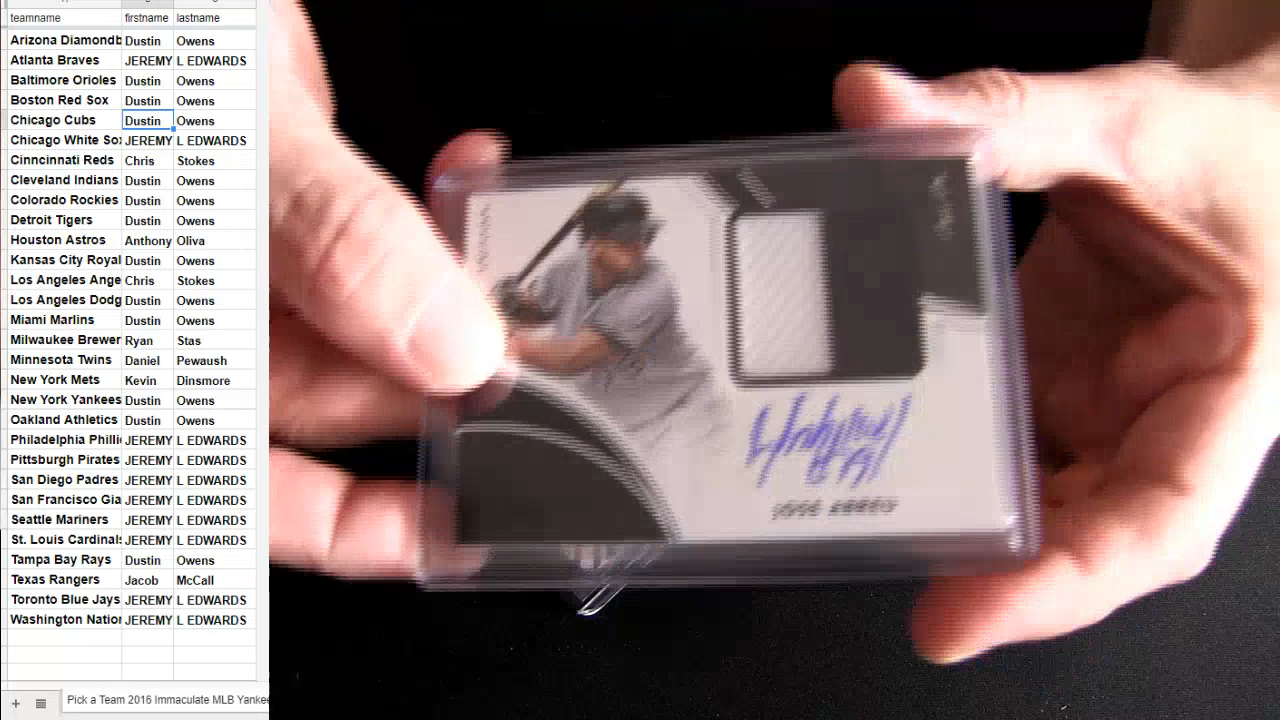 teamname firstname lastname
Arizona Diamondb Dustin Owens
Atlanta Braves JEREMY L EDWARDS
Baltimore Orioles Dustin Owens
Boston Red Sox Dustin Owens
Chicago Cubs Dustin Owens
Chicago White Sox JEREMY L EDWARDS
Cinncinnati Reds Chris Stokes
Cleveland Indians Dustin Owens
Colorado Rockies Dustin Owens
Detroit Tigers Dustin Owens
Houston Astros Anthony Oliva
Kansas City Royal Dustin Owens
Los Angeles Ange Chris Stokes
Los Angeles Dodg Dustin Owens
Miami Marlins Dustin Owens
Milwaukee Brewer Ryan Stas
Minnesota Twins Daniel Pewaush
New York Mets Kevin Dinsmore
New York Yankees Dustin Owens
Oakland Athletics Dustin Owens
Philadelphia Philli JEREMY L EDWARDS
Pittsburgh Pirates JEREMY L EDWARDS
San Diego Padres JEREMY L EDWARDS
San Francisco Gia JEREMY L EDWARDS
Seattle Mariners JEREMY L EDWARDS
St. Louis Cardinals JEREMY L EDWARDS
Tampa Bay Rays Dustin Owens
Texas Rangers Jacob McCall
Toronto Blue Jays JEREMY L EDWARDS
Washington Nation JEREMY L EDWARDS
Pick a Team 2016 Immaculate MLB Yankee
JOSE ABREU